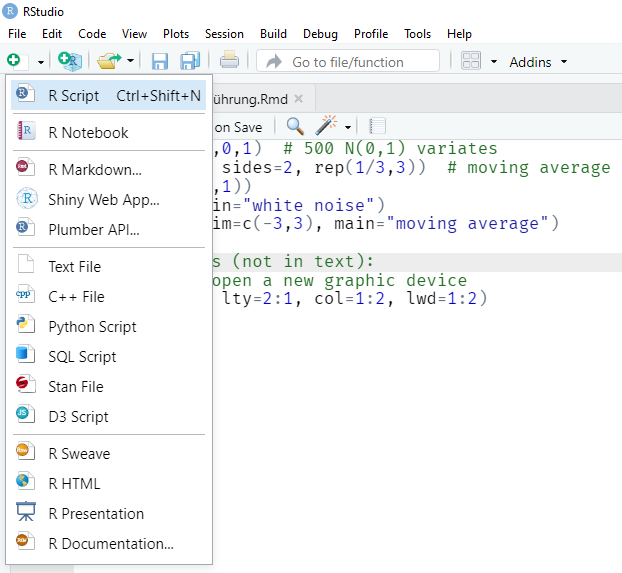 RStudio
File Edit Code View Plots Session Build Debug Profile Tools Help
Go to file/function Addins
R Script Ctrl+Shift+N
R Notebook
R Markdown...
Shiny Web App...
Plumber API...
Text File
C++ File
Python Script
SQL Script
Stan File
D3 Script
R Sweave
R HTML
R Presentation
R Documentation...
ührung.Rmd
on Save
,0,1) # 500 N(0,1) variates
sides=2, rep(1/3,3)) # moving average
,1))
in="white noise")
im=c(-3,3), main="moving average")
s (not in text):
open a new graphic device
lty=2:1, col=1:2, lwd=1:2)